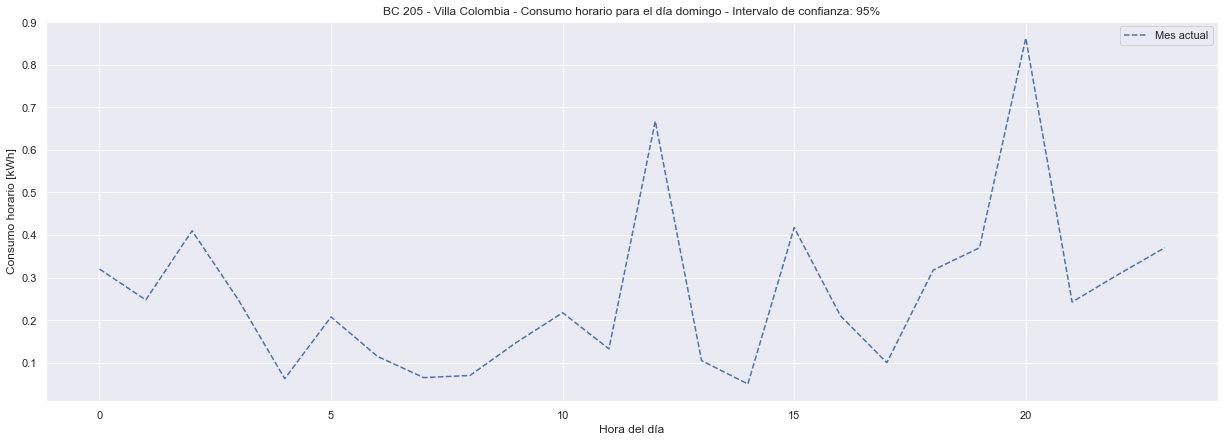 BC 205 - Villa Colombia - Consumo horario para el día domingo - Intervalo de confianza: 95%
Mes actual
Consumo horario [kWh]
0.9
0.8
0.7
0.6
0.5
0.4
0.3
0.2
0.1
0 5 10 15 20
Hora del día